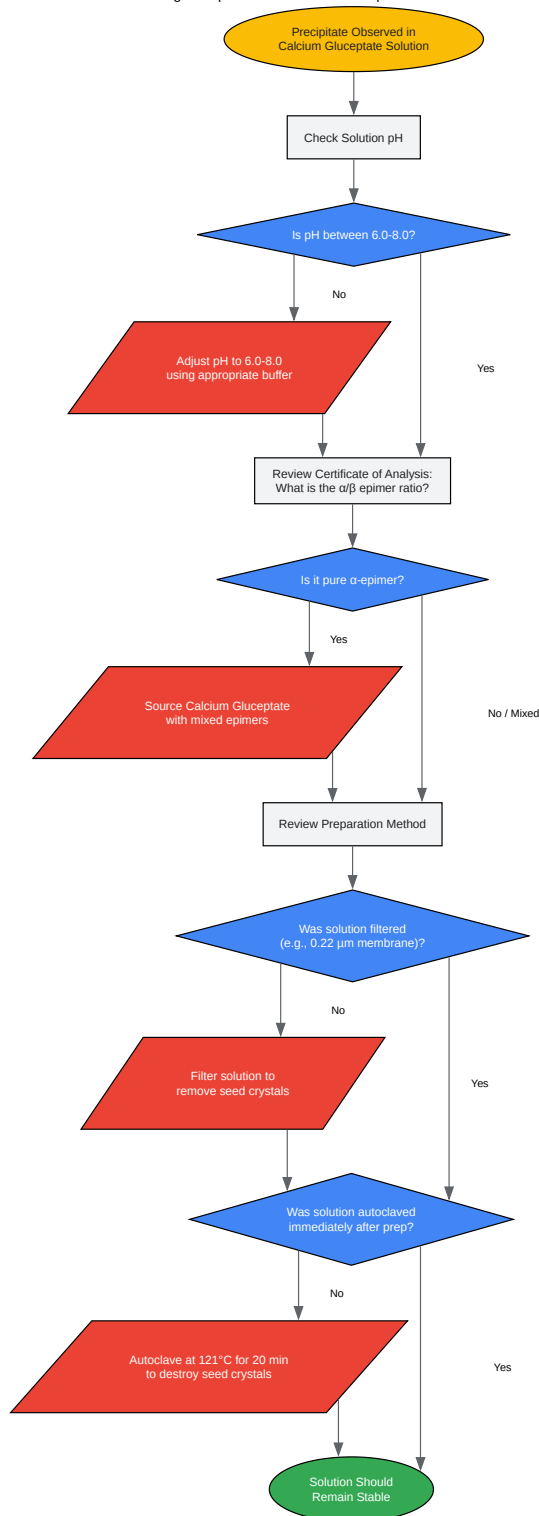 Precipitate Observed in
Calcium Gluceptate Solution
Check Solution pH
Is pH between 6.0-8.0?
No
Yes
Adjust pH to 6.0-8.0
using appropriate buffer
Review Certificate of Analysis:
What is the α/β epimer ratio?
Is it pure α-epimer?
Yes
No / Mixed
Source Calcium Gluceptate
with mixed epimers
Review Preparation Method
Was solution filtered
(e.g., 0.22 µm membrane)?
No
Yes
Filter solution to
remove seed crystals
Was solution autoclaved
immediately after prep?
No
Yes
Autoclave at 121°C for 20 min
to destroy seed crystals
Solution Should
Remain Stable